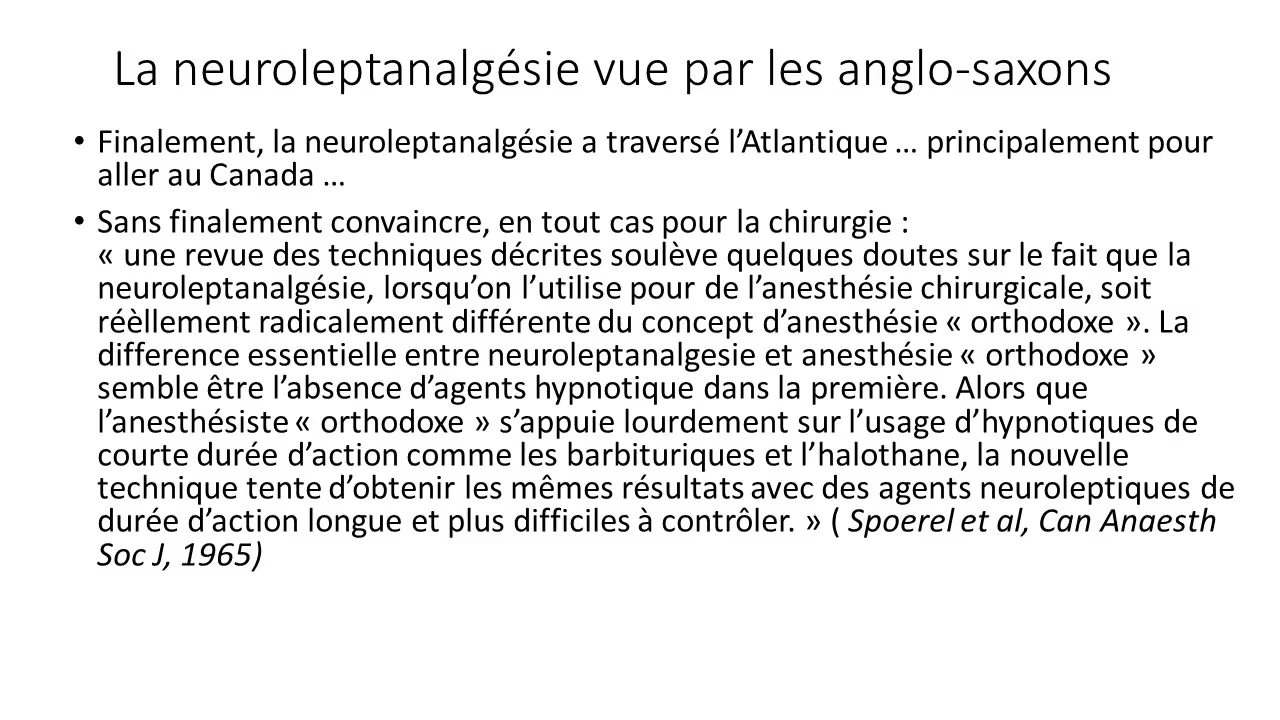 La neuroleptanalgésie vue par les anglo-saxons
• Finalement, la neuroleptanalgésie a traversé l’Atlantique … principalement pour
aller au Canada …
• Sans finalement convaincre, en tout cas pour la chirurgie :
« une revue des techniques décrites soulève quelques doutes sur le fait que la
neuroleptanalgésie, lorsqu’on l’utilise pour de l’anesthésie chirurgicale, soit
réèllement radicalement différente du concept d’anesthésie « orthodoxe ». La
difference essentielle entre neuroleptanalgesie et anesthésie « orthodoxe »
semble être l’absence d’agents hypnotique dans la première. Alors que
l’anesthésiste « orthodoxe » s’appuie lourdement sur l’usage d’hypnotiques de
courte durée d’action comme les barbituriques et l’halothane, la nouvelle
technique tente d’obtenir les mêmes résultats avec des agents neuroleptiques de
durée d’action longue et plus difficiles à contrôler. » ( Spoerel et al, Can Anaesth
Soc J, 1965)